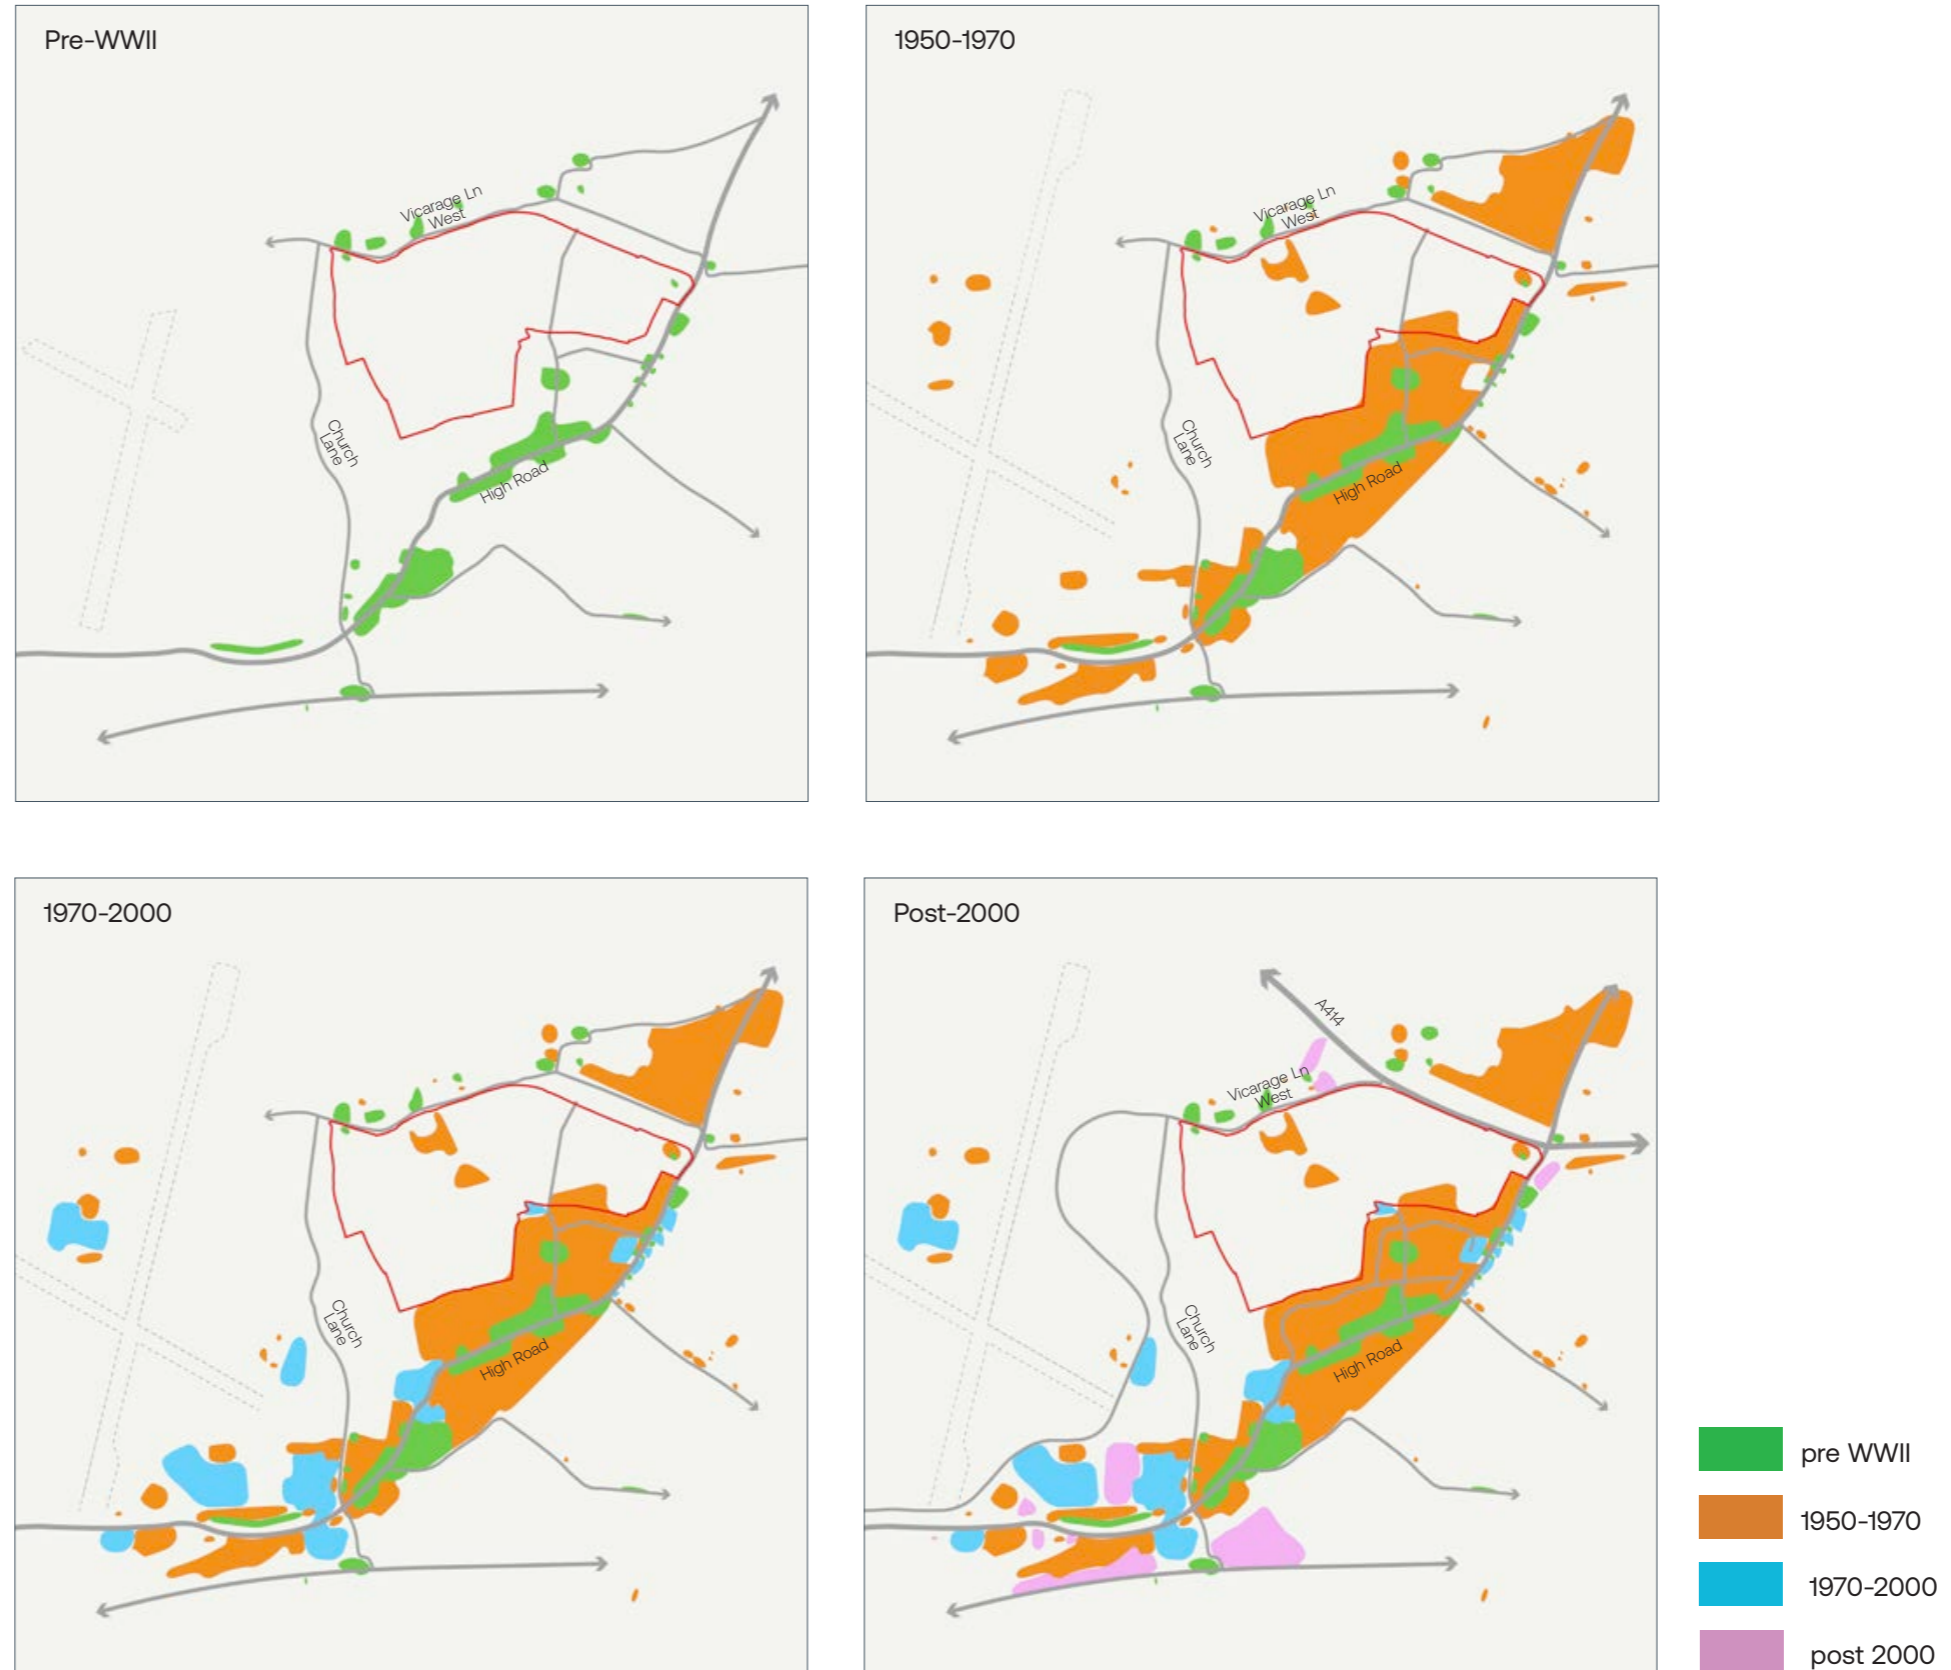 Pre-WWII
Vicarage Ln
West
Church
Lane
High Road
1950-1970
Vicarage Ln
West
Church
Lane
High Road
1970-2000
Church
Lane
High Road
Post-2000
A414
Vicarage Ln
West
Church
Lane
High Road
pre WWII
1950-1970
1970-2000
post 2000